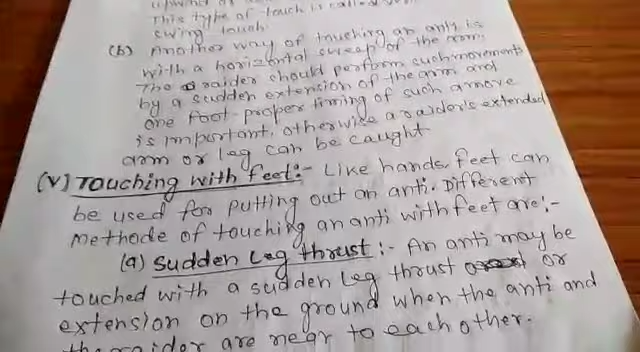 This type of touch is called
swing touch.
(b) Another way of touching an anti is
with a horizontal sweep of the arm.
The raider should perform such movements
by a sudden extension of the arm and
one foot. proper timing of such a move
is important, otherwise a raider's extended
arm or leg can be caught
(V) Touching with feet:- Like hands, feet can
be used for putting out an anti. Different
methode of touching an anti with feet are:-
(a) Sudden Leg thrust :- An anti may be
touched with a sudden leg thrust or
extension on the ground when the anti and
the raider are near to each other.